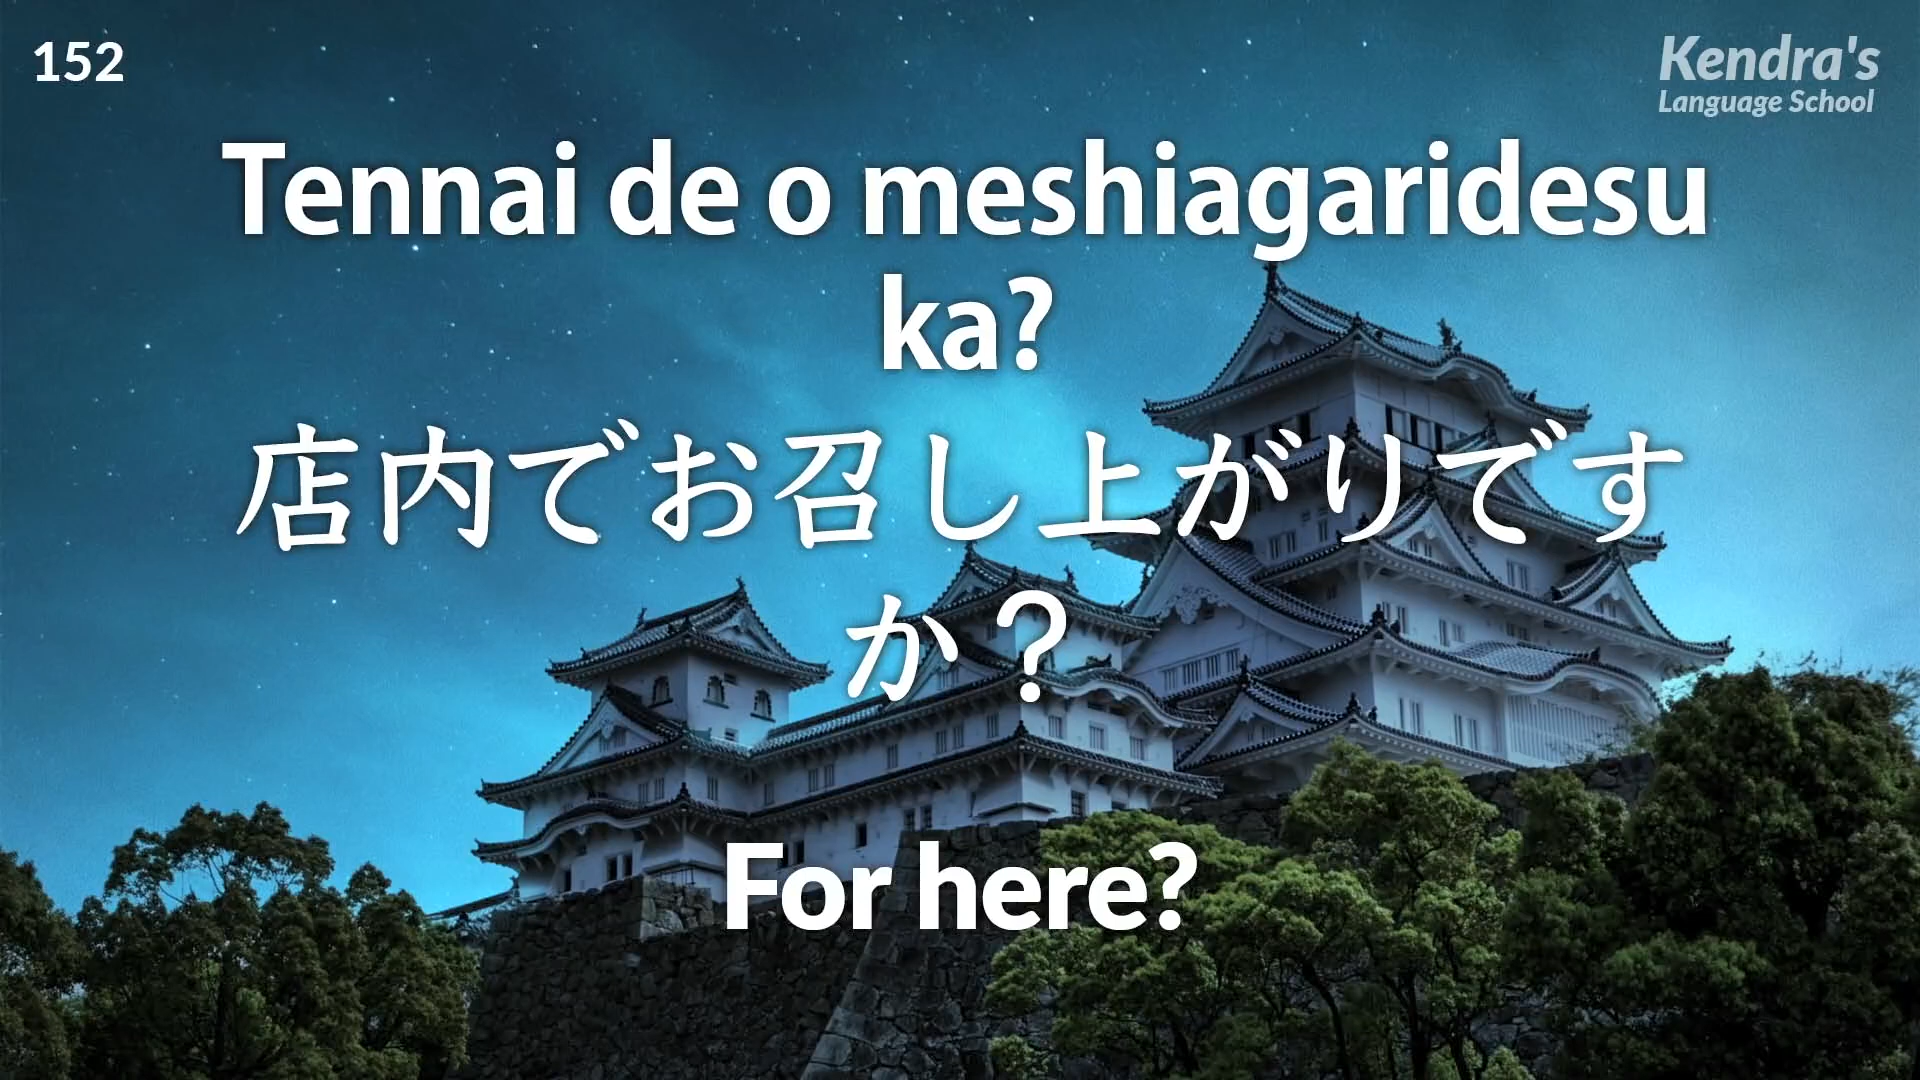 152
Kendra's
Language School
Tennai de o meshiagaridesu
ka?
店内でお召し上がりです
か？
For here?